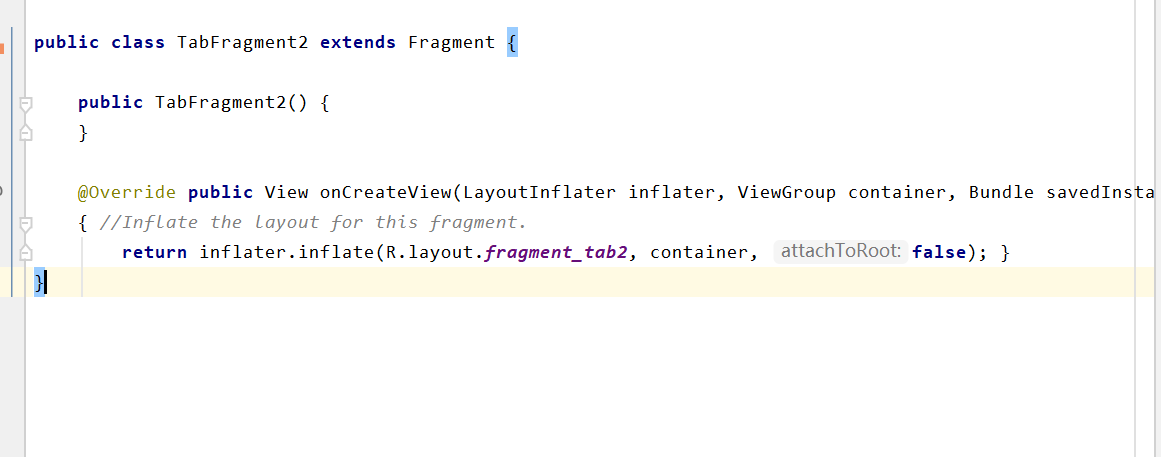 public class TabFragment2 extends Fragment {
public TabFragment2() {
}
@Override public View onCreateView(LayoutInflater inflater, ViewGroup container, Bundle savedInsta
{ //Inflate the layout for this fragment.
return inflater.inflate(R.layout.fragment_tab2, container, attachToRoot: false); }
}